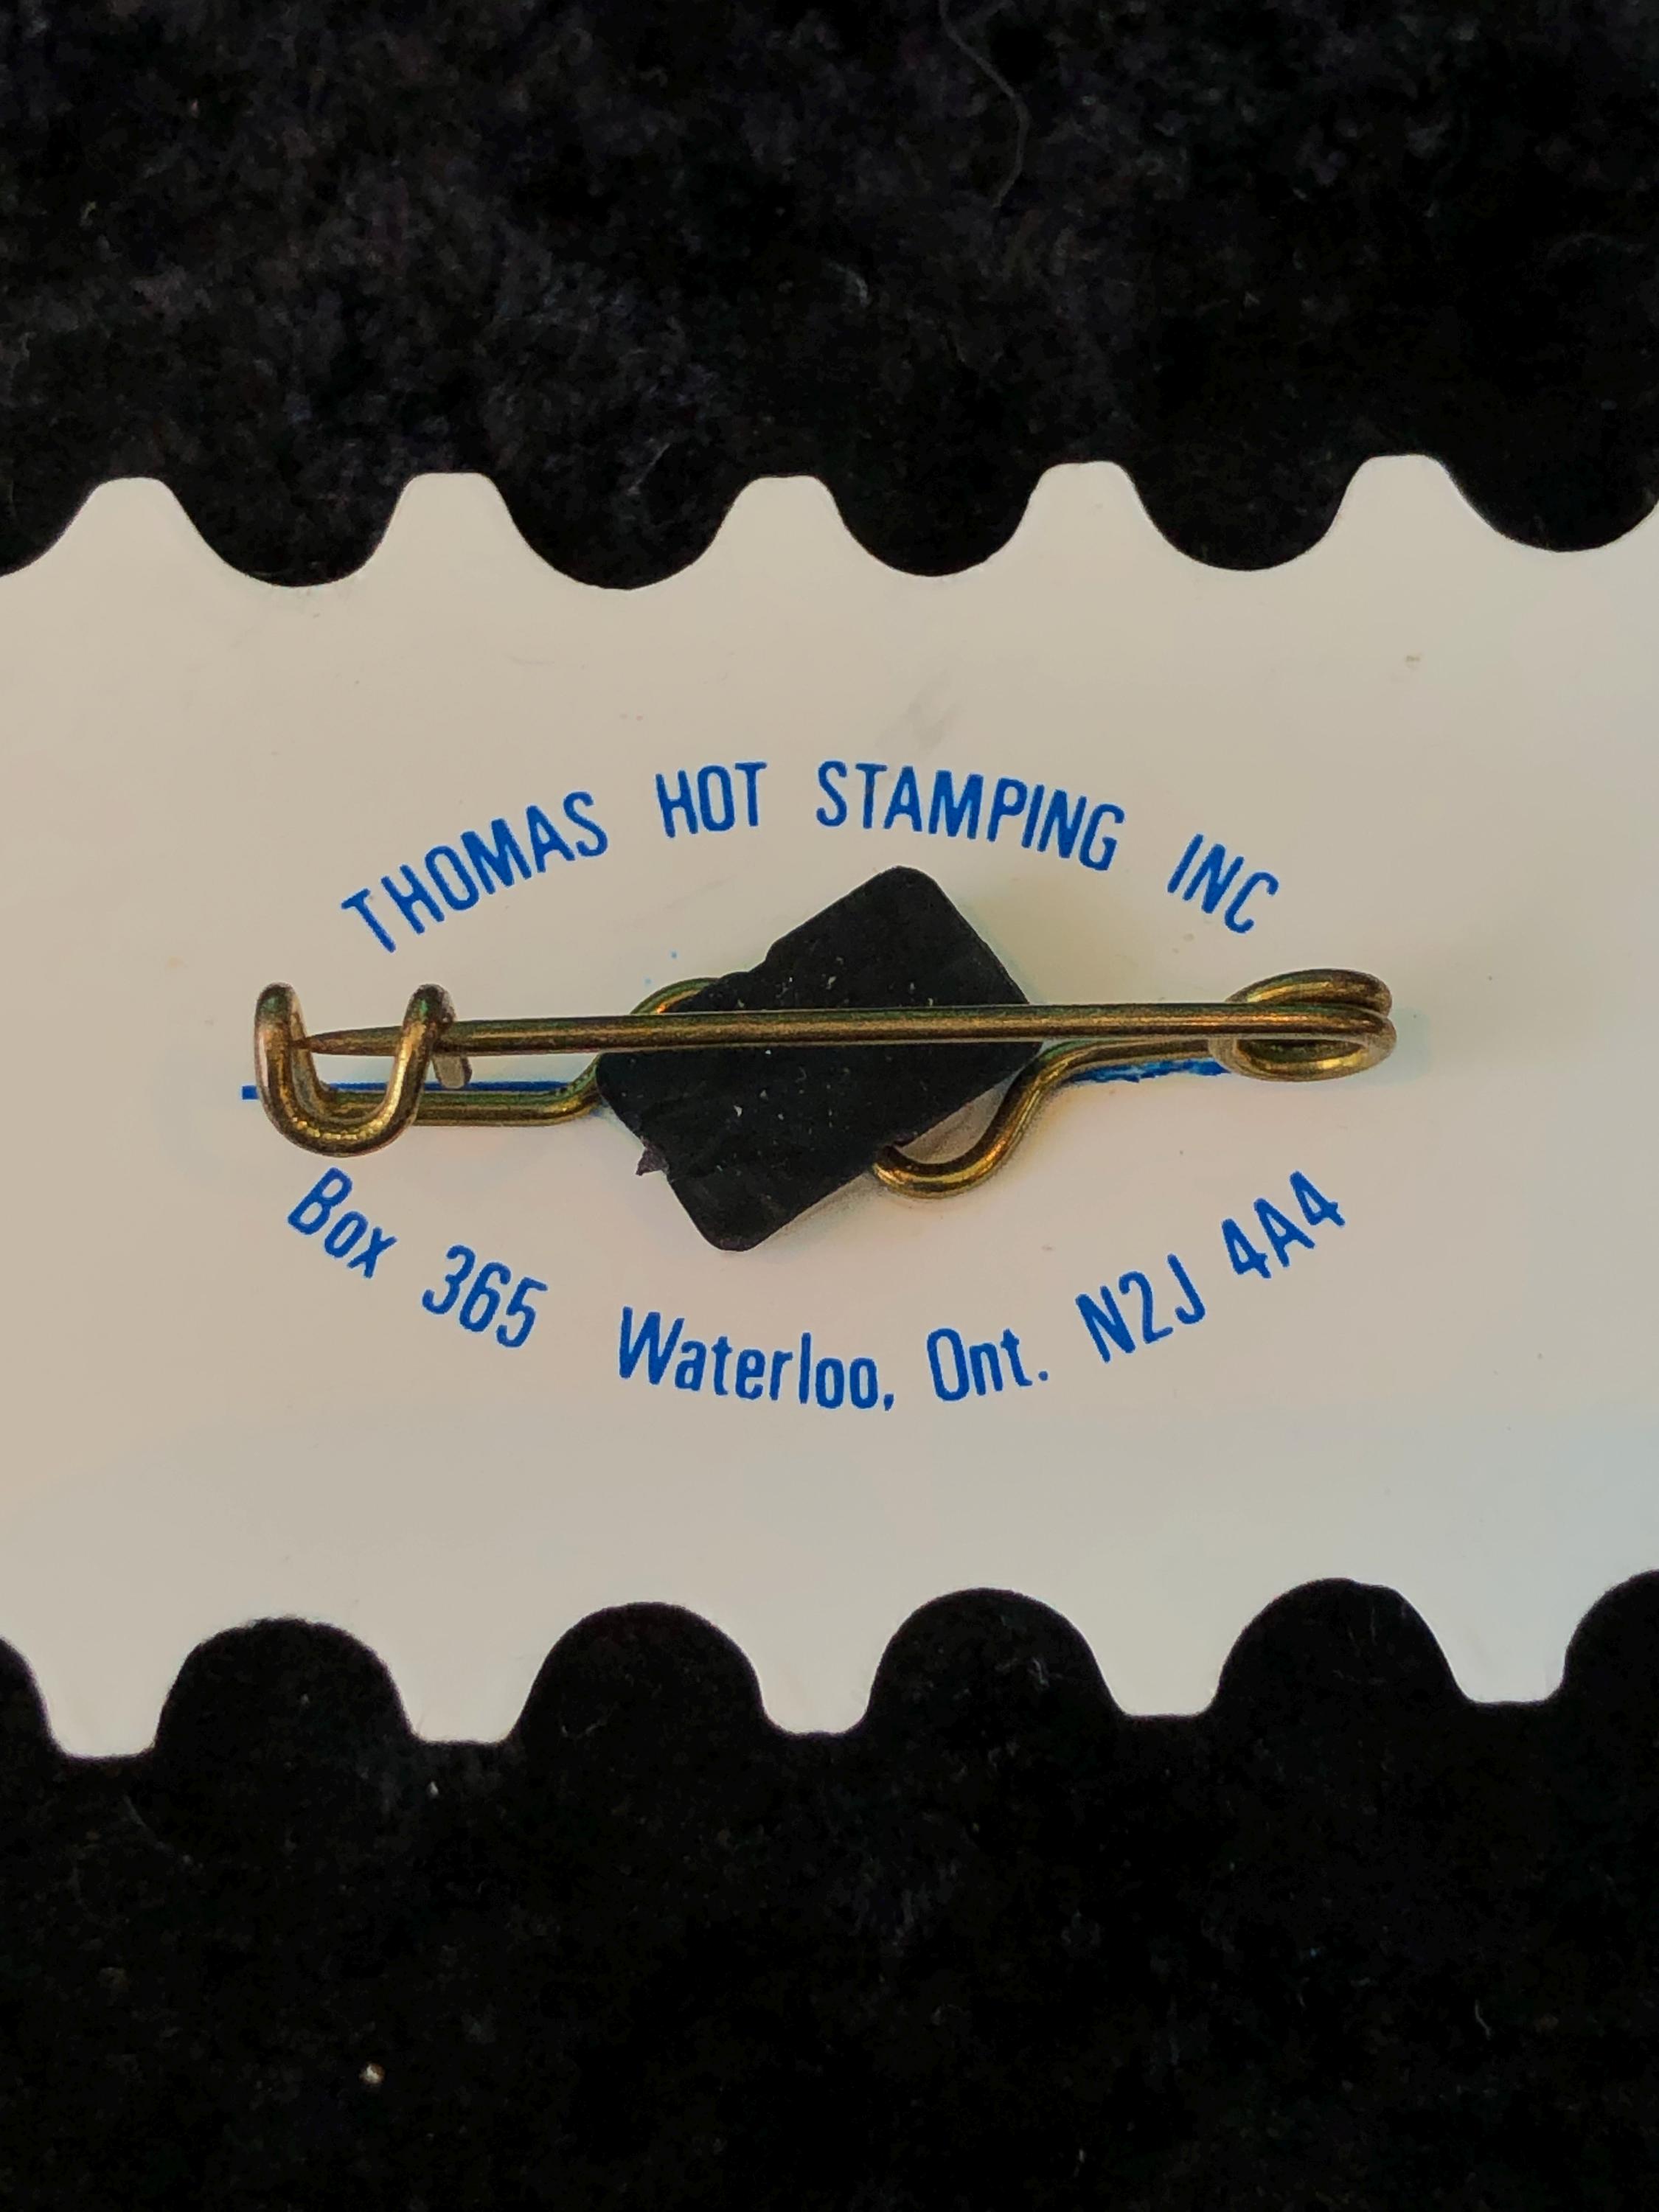 THOMAS HOT STAMPING INC
Box 365 Waterloo, Ont. N2J 4A4